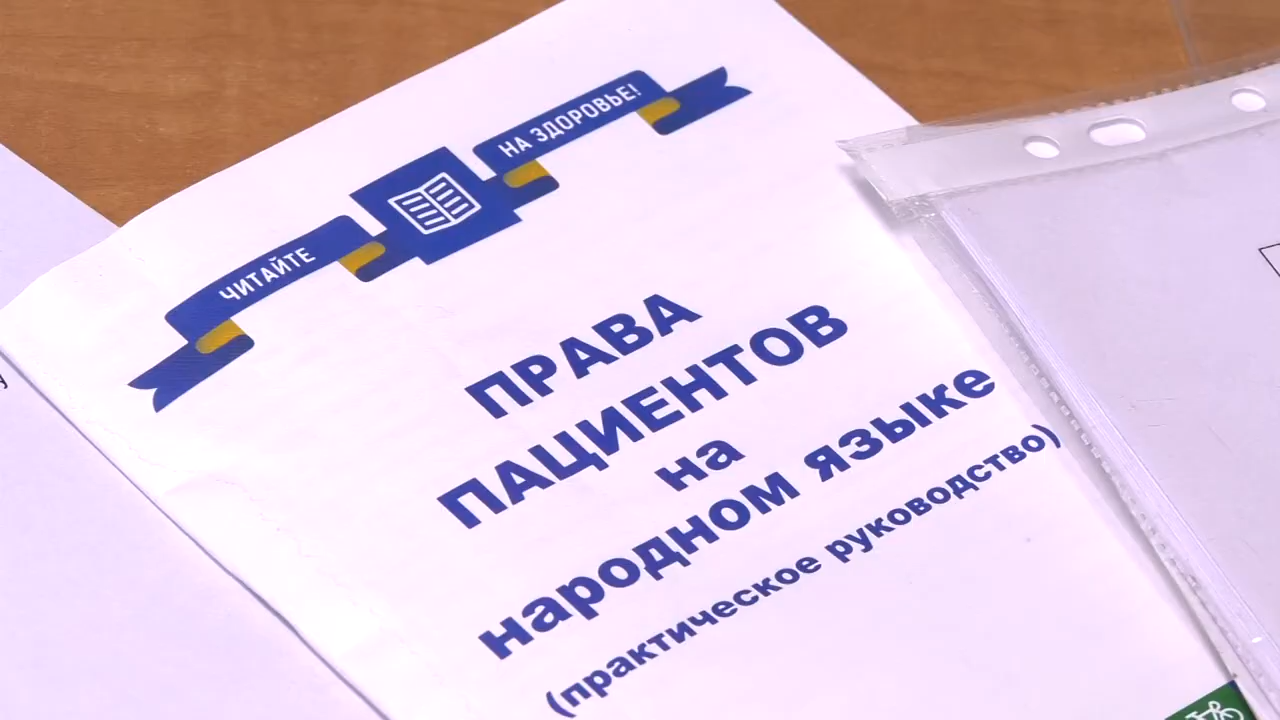 ЧИТАЙТЕ
НА ЗДОРОВЬЕ!
ПРАВА
ПАЦИЕНТОВ
на
народном языке
(практическое руководство)